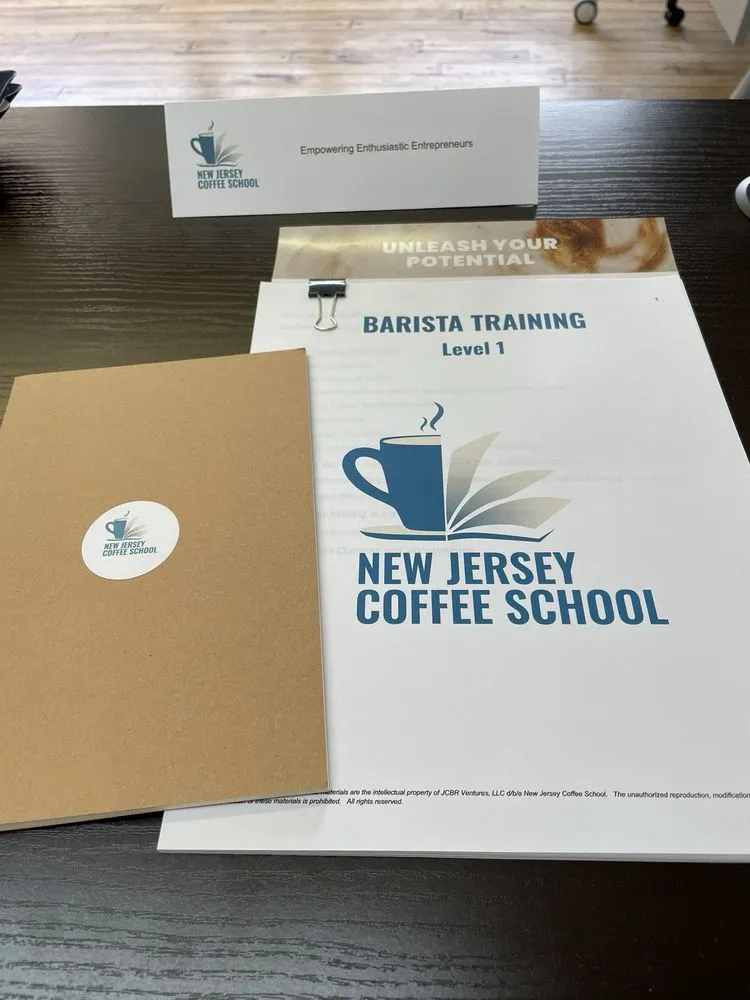 NEW JERSEY
COFFEE SCHOOL
Empowering Enthusiastic Entrepreneurs
UNLEASH YOUR
POTENTIAL
1
BARISTA TRAINING
Level 1
NEW JERSEY
COFFEE SCHOOL
NEW JERSEY
COFFEE SCHOOL
materials are the intellectual property of JCBR Ventures, LLC d/b/a New Jersey Coffee School. The unauthorized reproduction, modification
of these materials is prohibited. All rights reserved.